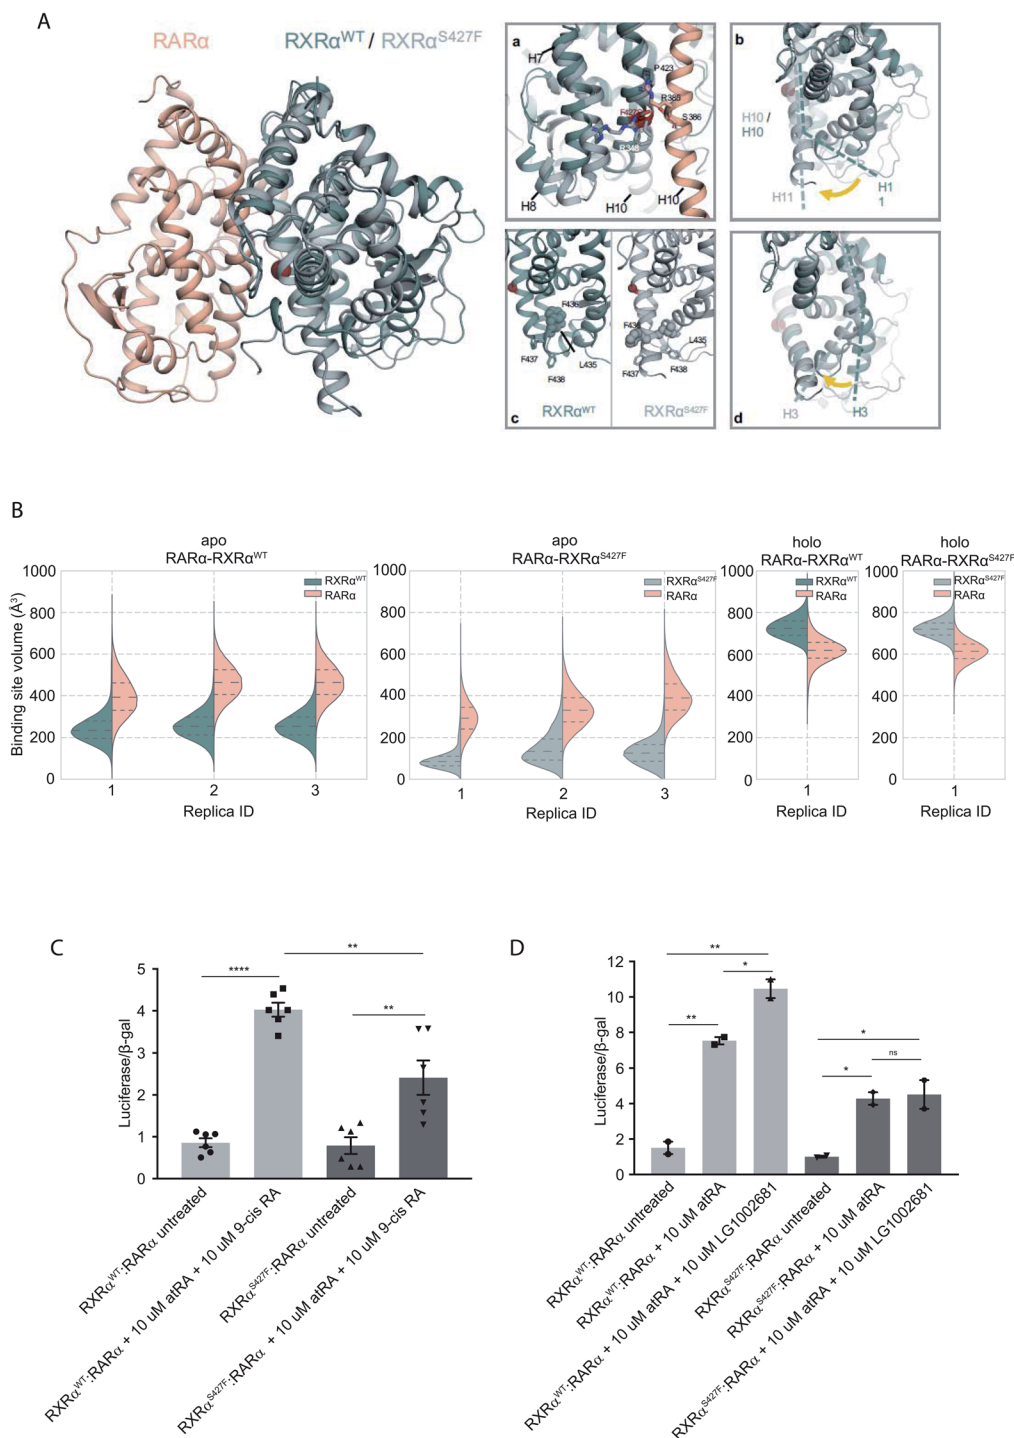 A
RARα
RXRα^WT / RXRα^S427F
a
H7
P423
R385
F427
S386
R348
H8
H10
H10
b
H10 /
H10
H11
H1
1
F436
F437
F438
L435
F436
L435
F437
F438
c
RXRα^WT
RXRα^S427F
d
H3
H3
B
apo
RARα-RXRα^WT
apo
RARα-RXRα^S427F
holo
RARα-RXRα^WT
holo
RARα-RXRα^S427F
Binding site volume (Å³)
1000
800
600
400
200
0
RXRα^WT
RARα
1 2 3
Replica ID
1000
800
600
400
200
0
RXRα^S427F
RARα
1 2 3
Replica ID
1000
800
600
400
200
0
RXRα^WT
RARα
1
Replica ID
1000
800
600
400
200
0
RXRα^S427F
RARα
1
Replica ID
C
Luciferase/β-gal
5
4
3
2
1
0
****
**
**
RXRα^WT:RARα untreated
RXRα^WT:RARα + 10 uM atRA + 10 uM 9-cis RA
RXRα^S427F:RARα untreated
RXRα^S427F:RARα + 10 uM atRA + 10 uM 9-cis RA
D
Luciferase/β-gal
12
10
8
6
4
2
0
**
**
*
*
*
ns
RXRα^WT:RARα untreated
RXRα^WT:RARα + 10 uM atRA
RXRα^WT:RARα + 10 uM atRA + 10 uM LG1002681
RXRα^S427F:RARα untreated
RXRα^S427F:RARα + 10 uM atRA
RXRα^S427F:RARα + 10 uM atRA + 10 uM LG1002681